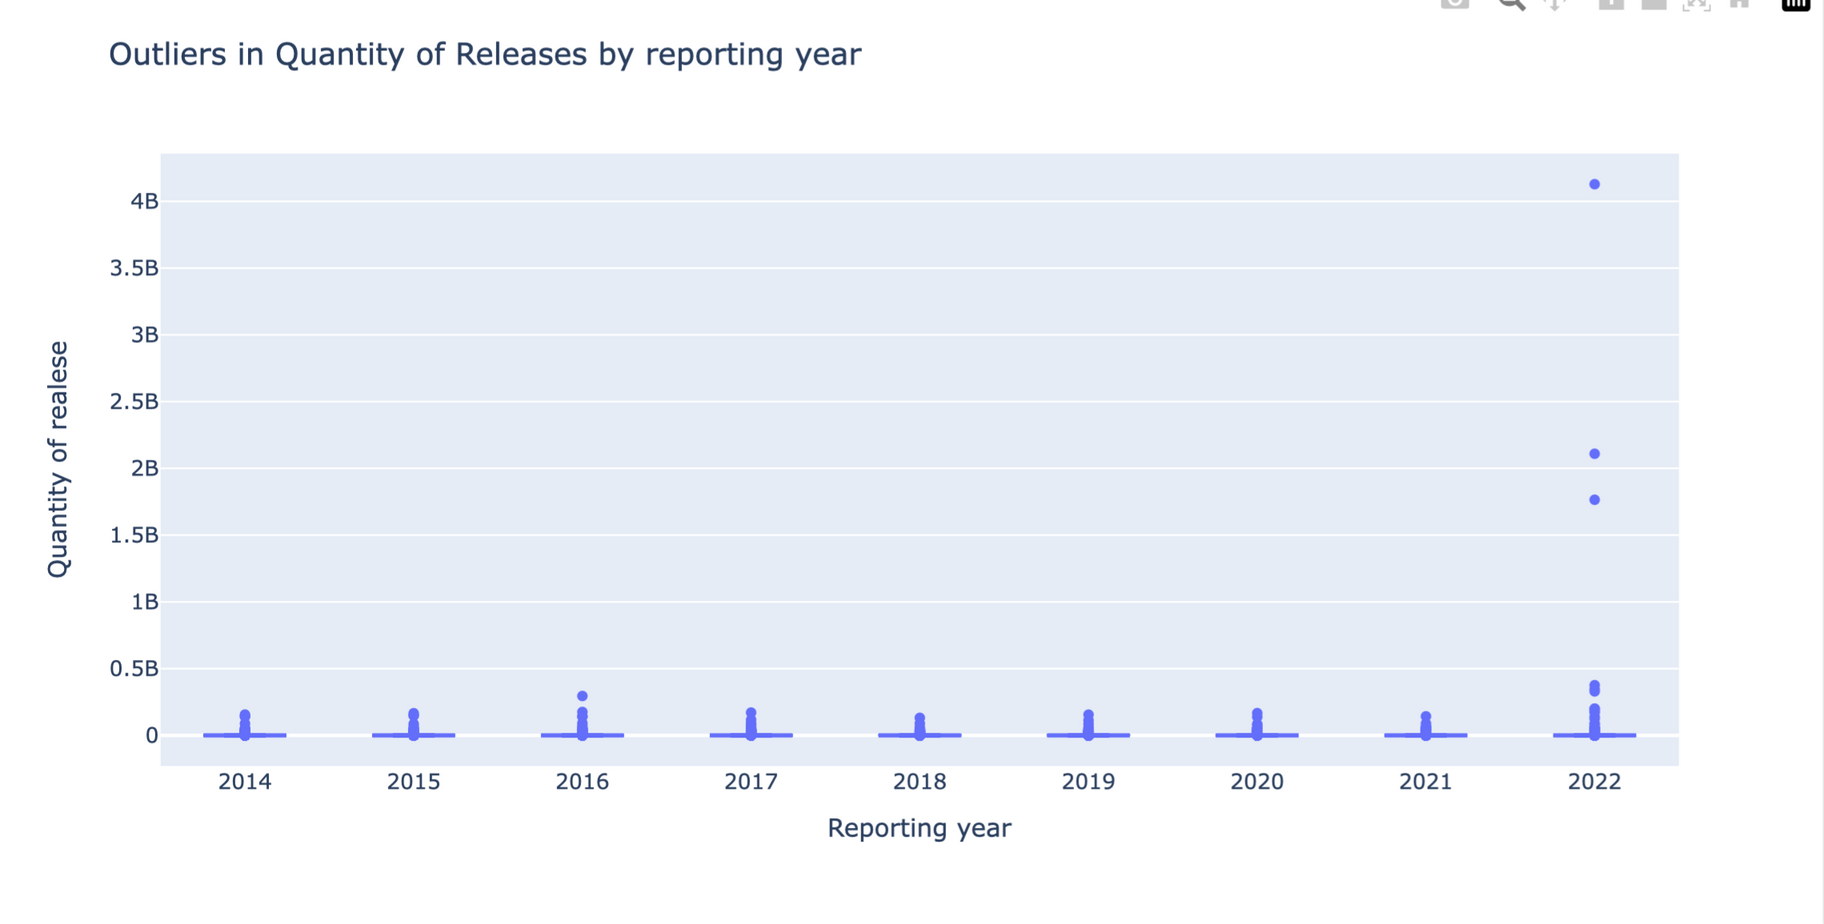 Outliers in Quantity of Releases by reporting year
4B
3.5B
3B
2.5B
2B
1.5B
1B
0.5B
0
Quantity of realese
2014 2015 2016 2017 2018 2019 2020 2021 2022
Reporting year